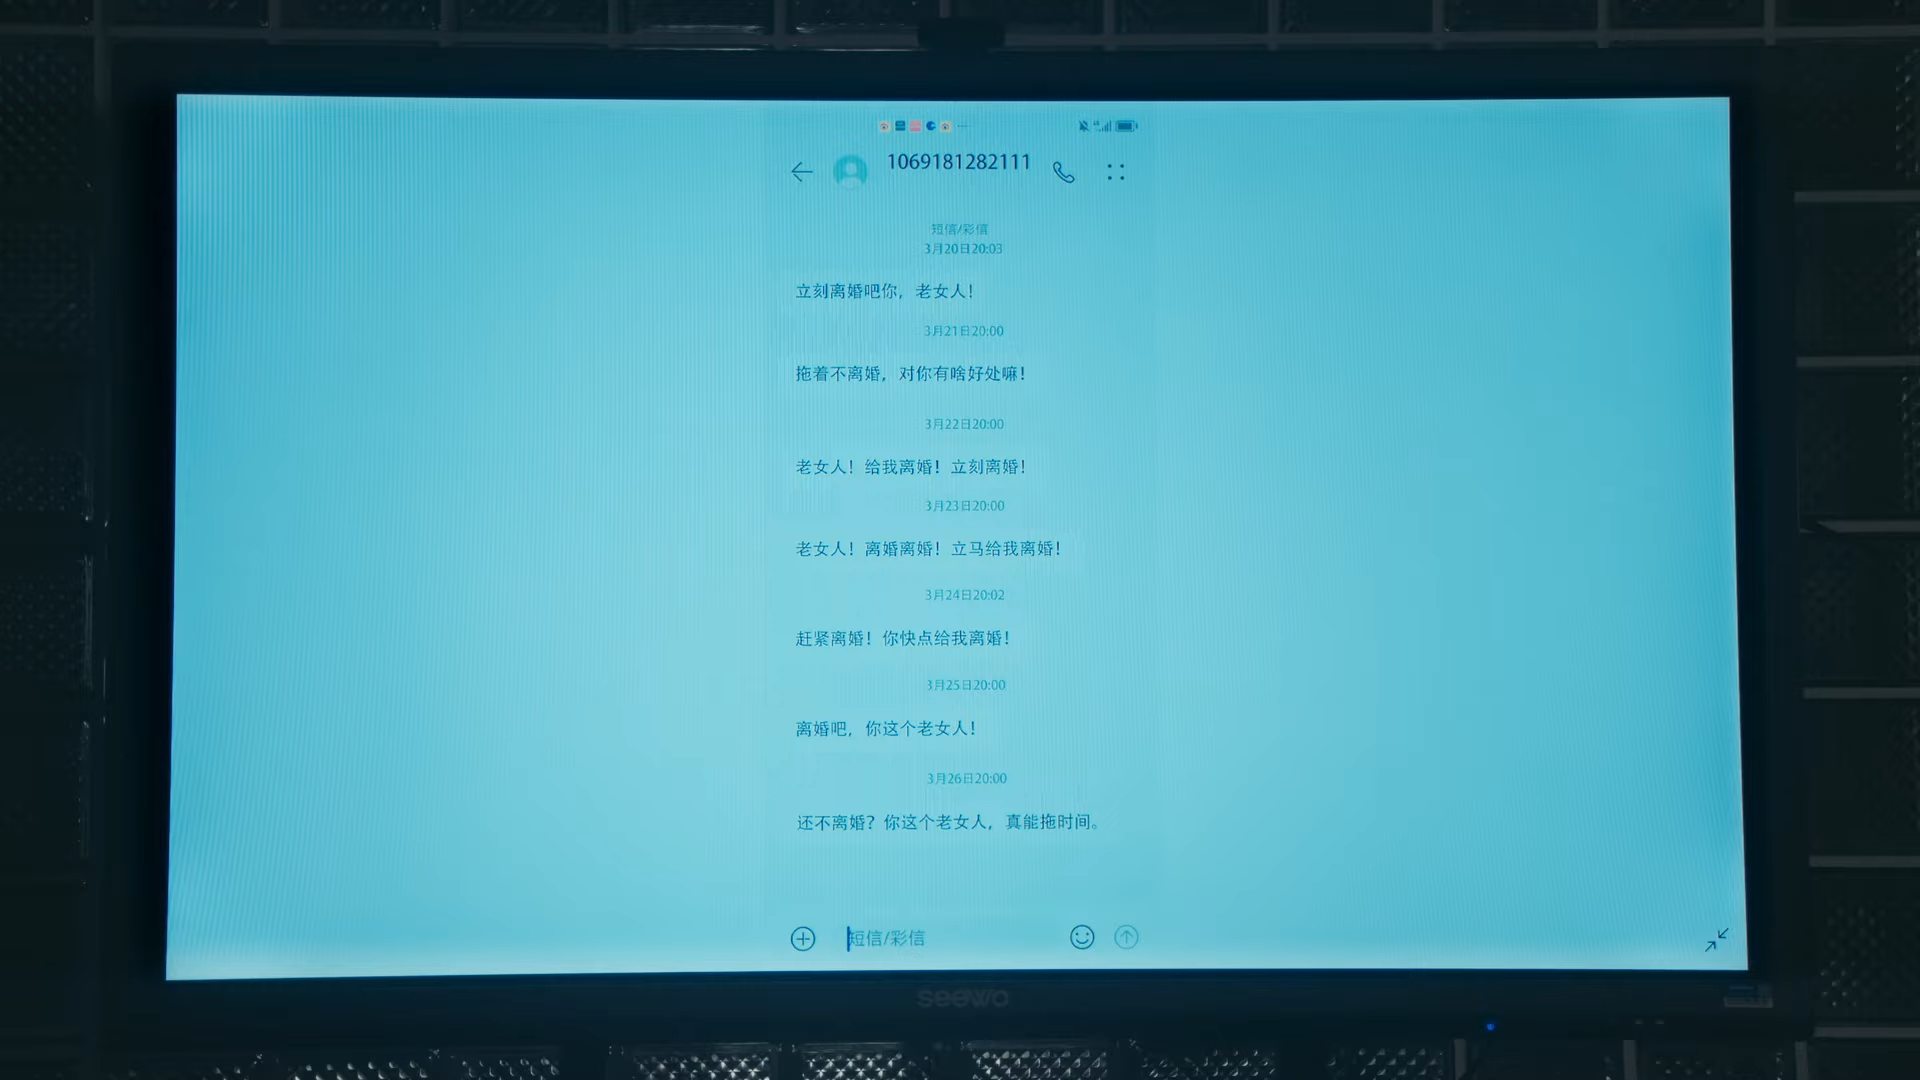 1069181282111
短信/彩信
3月20日20:03
立刻离婚吧你，老女人！
3月21日20:00
拖着不离婚，对你有啥好处嘛！
3月22日20:00
老女人！给我离婚！立刻离婚！
3月23日20:00
老女人！离婚离婚！立马给我离婚！
3月24日20:02
赶紧离婚！你快点给我离婚！
3月25日20:00
离婚吧，你这个老女人！
3月26日20:00
还不离婚？你这个老女人，真能拖时间。
短信/彩信
seewo